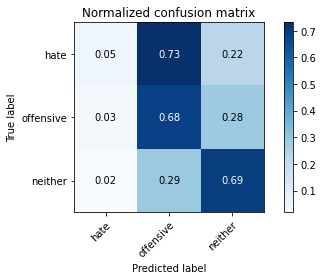 Normalized confusion matrix
True label
hate
0.05 0.73 0.22
offensive
0.03 0.68 0.28
neither
0.02 0.29 0.69
hate offensive neither
Predicted label
0.7
0.6
0.5
0.4
0.3
0.2
0.1